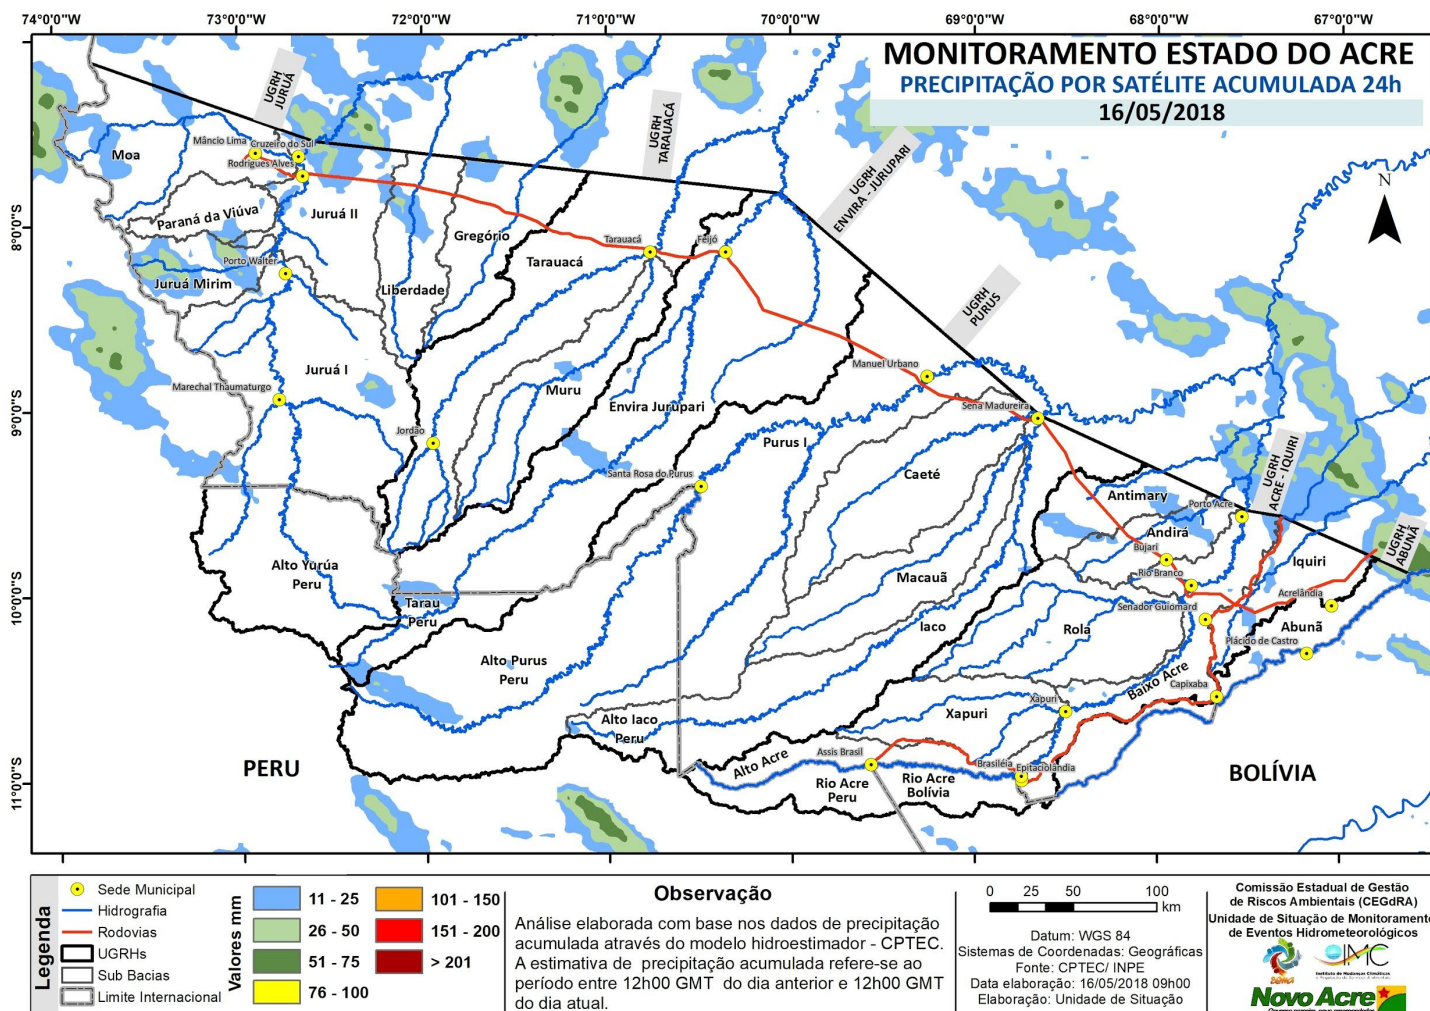 74°0'0"W 73°0'0"W 72°0'0"W 71°0'0"W 70°0'0"W 69°0'0"W 68°0'0"W 67°0'0"W
MONITORAMENTO ESTADO DO ACRE
PRECIPITAÇÃO POR SATÉLITE ACUMULADA 24h
16/05/2018
UGRH
JURUÁ
UGRH
TARAUACÁ
UGRH
ENVIRA - JURUPARI
UGRH
PURUS
UGRH
ACRE - IQUIRI
UGRH
ABUNÃ
N
8°0'0"S
9°0'0"S
10°0'0"S
11°0'0"S
Mâncio Lima
Cruzeiro do Sul
Rodrigues Alves
Moa
Paraná da Viúva
Juruá II
Gregório
Tarauacá
Tarauacá
Feijó
Porto Walter
Juruá Mirim
Liberdade
Juruá I
Marechal Thaumaturgo
Jordão
Muru
Envira Jurupari
Manuel Urbano
Sena Madureira
Purus I
Santa Rosa do Purus
Caeté
Antimary
Porto Acre
Andirá
Bujari
Rio Branco
Iquiri
Acrelândia
Senador Guiomard
Abunã
Plácido de Castro
Alto Yurúa
Peru
Tarau
Peru
Macauã
Iaco
Rola
Alto Purus
Peru
Baixo Acre
Capixaba
Xapuri
Xapuri
Alto Iaco
Peru
PERU
Alto Acre
Assis Brasil
Brasiléia
Epitaciolândia
Rio Acre
Peru
Rio Acre
Bolívia
BOLÍVIA
Legenda
Sede Municipal
Hidrografia
Rodovias
UGRHs
Sub Bacias
Limite Internacional
Valores mm
11 - 25
26 - 50
51 - 75
76 - 100
101 - 150
151 - 200
> 201
Observação
Análise elaborada com base nos dados de precipitação
acumulada através do modelo hidroestimador - CPTEC.
A estimativa de precipitação acumulada refere-se ao
período entre 12h00 GMT do dia anterior e 12h00 GMT
do dia atual.
0 25 50 100
km
Datum: WGS 84
Sistemas de Coordenadas: Geográficas
Fonte: CPTEC/ INPE
Data elaboração: 16/05/2018 09h00
Elaboração: Unidade de Situação
Comissão Estadual de Gestão
de Riscos Ambientais (CEGdRA)
Unidade de Situação de Monitoramento
de Eventos Hidrometeorológicos
sema
IMC
Instituto de Mudanças Climáticas
Novo Acre